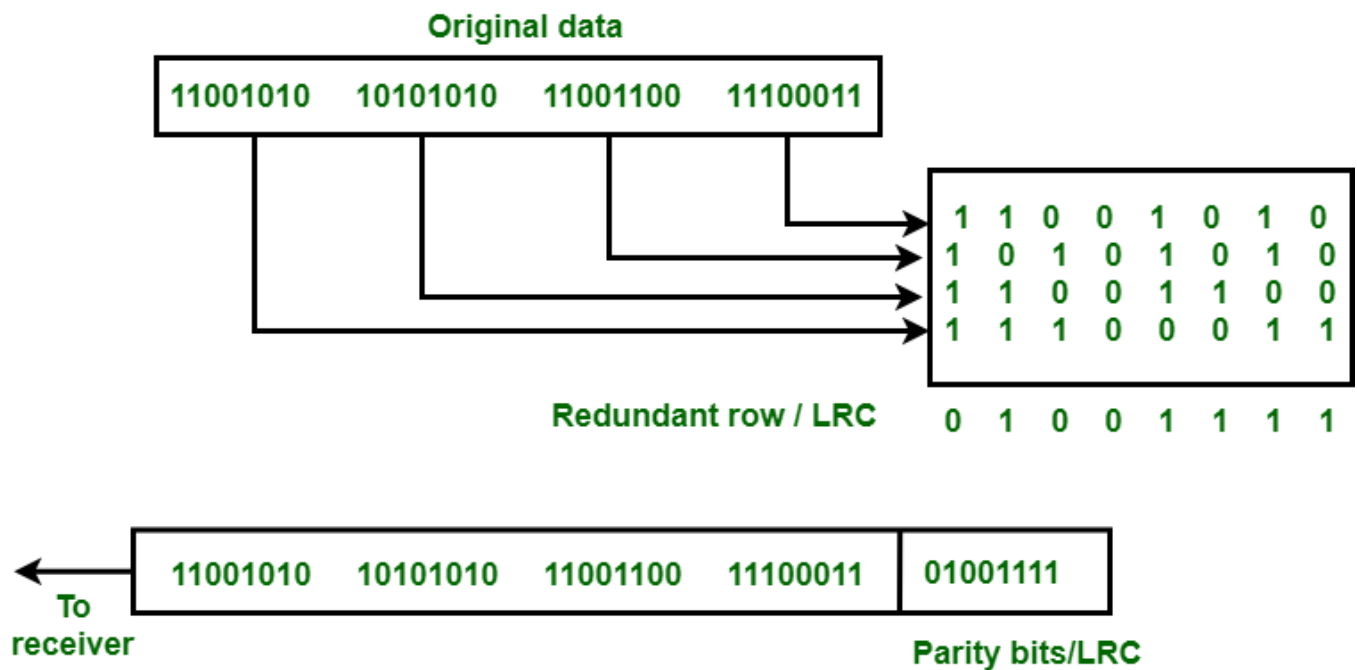 Original data
11001010 10101010 11001100 11100011
1 1 0 0 1 0 1 0
1 0 1 0 1 0 1 0
1 1 0 0 1 1 0 0
1 1 1 0 0 0 1 1
Redundant row / LRC 0 1 0 0 1 1 1 1
11001010 10101010 11001100 11100011 01001111
To
receiver
Parity bits/LRC